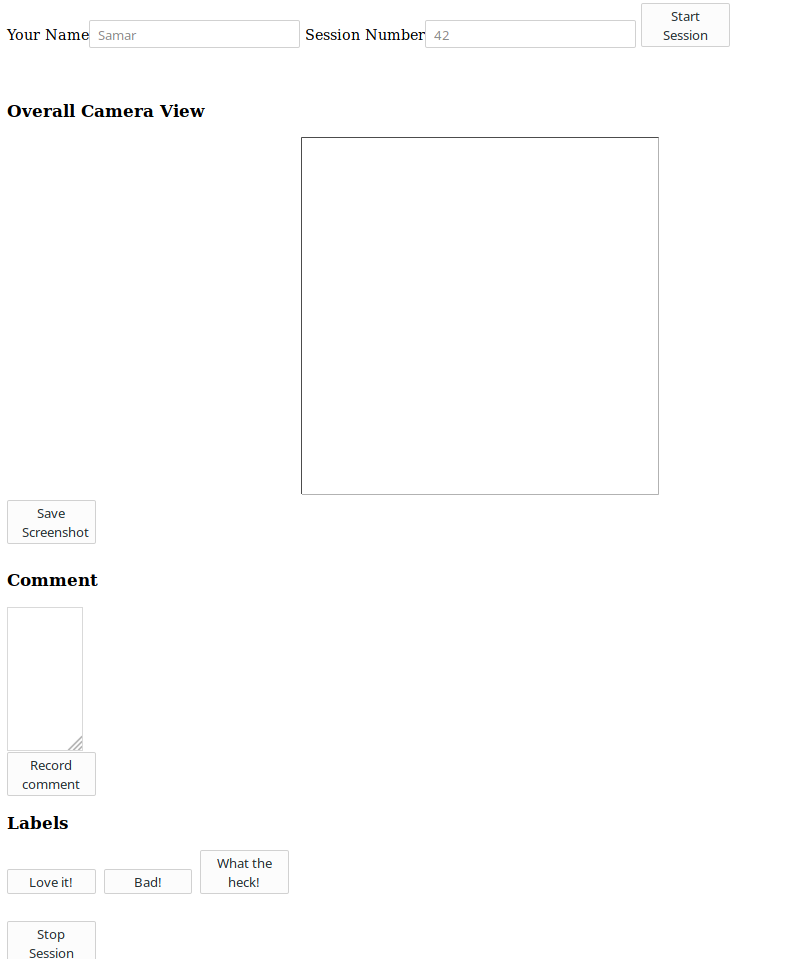 Your Name Samar Session Number 42 Start
Session
Overall Camera View
Save
Screenshot
Comment
Record
comment
Labels
Love it! Bad! What the
heck!
Stop
Session